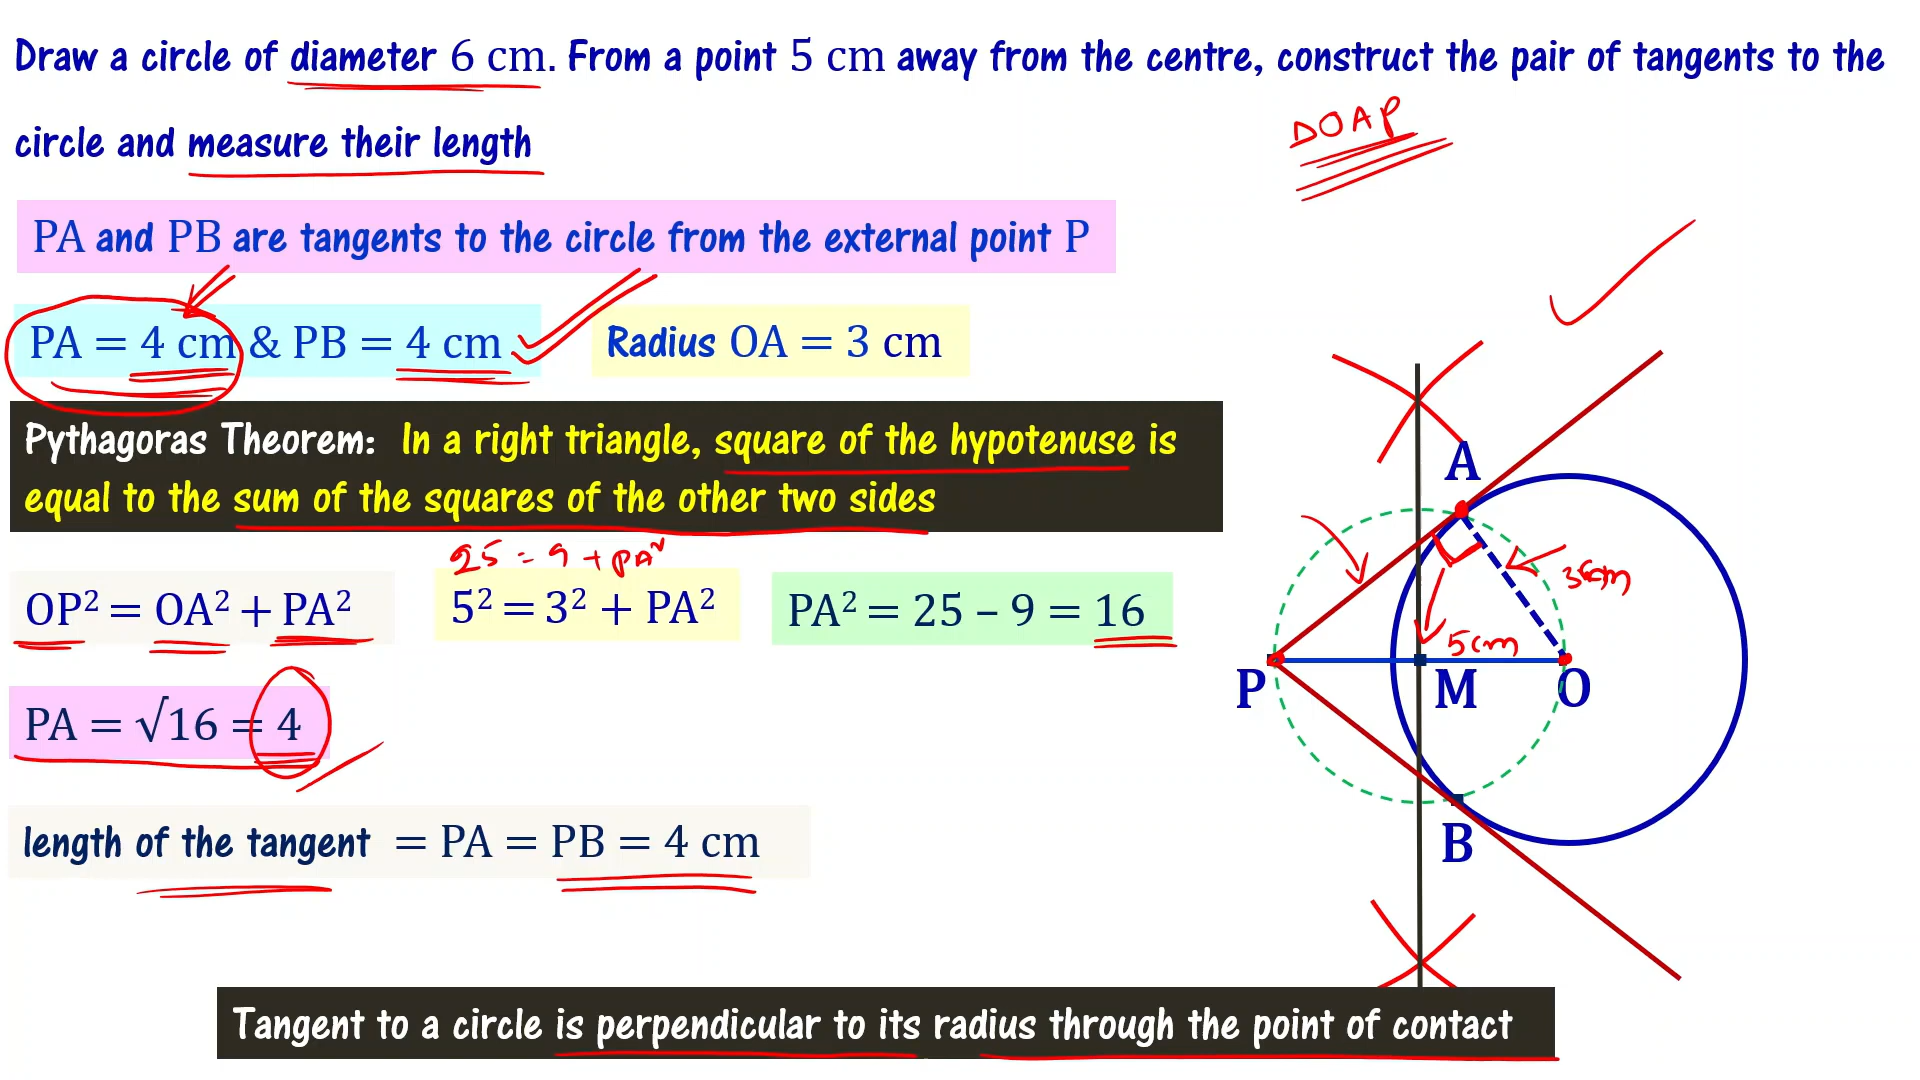 Draw a circle of diameter 6 cm. From a point 5 cm away from the centre, construct the pair of tangents to the
circle and measure their length
DOAP
PA and PB are tangents to the circle from the external point P
PA = 4 cm & PB = 4 cm
Radius OA = 3 cm
Pythagoras Theorem: In a right triangle, square of the hypotenuse is
equal to the sum of the squares of the other two sides
25 = 9 + PA²
OP² = OA² + PA²
5² = 3² + PA²
PA² = 25 – 9 = 16
PA = √16 = 4
length of the tangent = PA = PB = 4 cm
A
3cm
5cm
P
M
O
B
Tangent to a circle is perpendicular to its radius through the point of contact